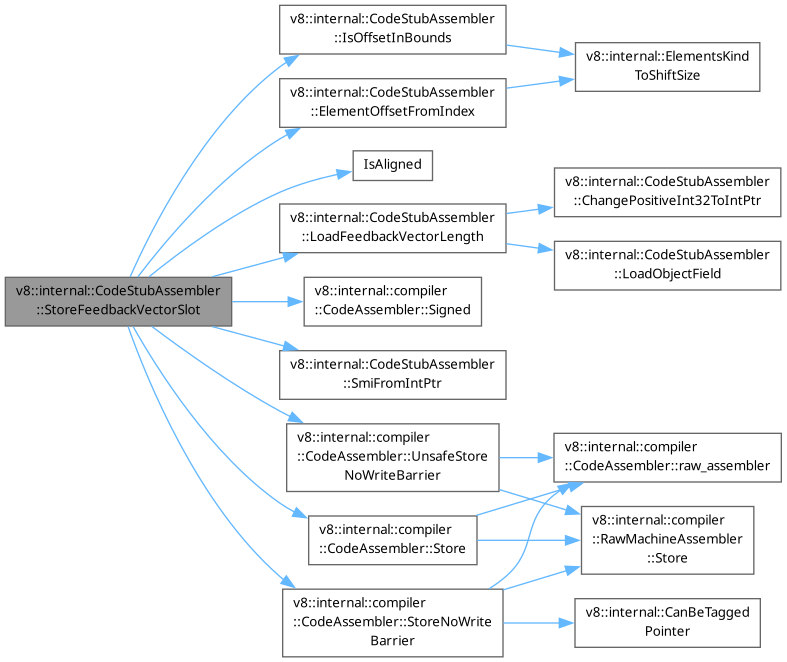 v8::internal::CodeStubAssembler
::StoreFeedbackVectorSlot
v8::internal::CodeStubAssembler
::IsOffsetInBounds
v8::internal::ElementsKind
ToShiftSize
v8::internal::CodeStubAssembler
::ElementOffsetFromIndex
IsAligned
v8::internal::CodeStubAssembler
::LoadFeedbackVectorLength
v8::internal::CodeStubAssembler
::ChangePositiveInt32ToIntPtr
v8::internal::CodeStubAssembler
::LoadObjectField
v8::internal::compiler
::CodeAssembler::Signed
v8::internal::CodeStubAssembler
::SmiFromIntPtr
v8::internal::compiler
::CodeAssembler::UnsafeStore
NoWriteBarrier
v8::internal::compiler
::CodeAssembler::raw_assembler
v8::internal::compiler
::RawMachineAssembler
::Store
v8::internal::compiler
::CodeAssembler::Store
v8::internal::compiler
::CodeAssembler::StoreNoWrite
Barrier
v8::internal::CanBeTagged
Pointer